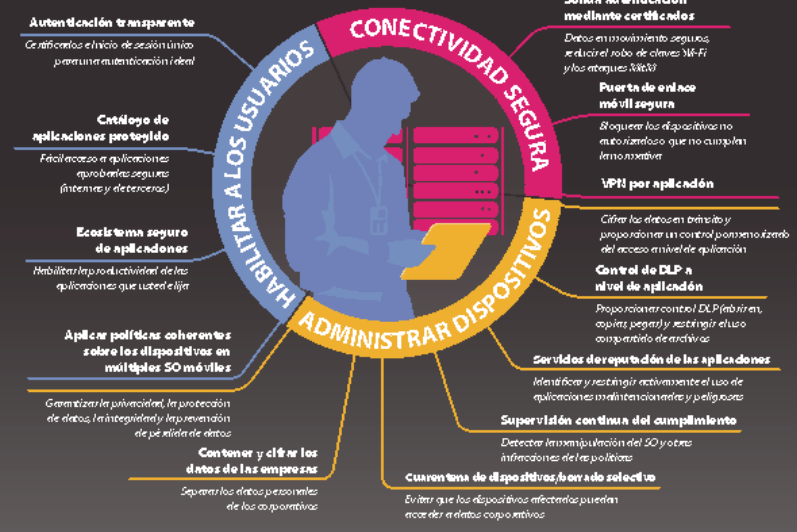 Sólida autenticación
mediante certificados
Datos en movimiento seguros,
reducir el robo de claves Wi-Fi
y los ataques MitM
Puerta de enlace
móvil segura
Bloquear los dispositivos no
autorizados o que no cumplan
la normativa
VPN por aplicación
Cifrar los datos en tránsito y
proporcionar un control pormenorizado
del acceso a nivel de aplicación
Control de DLP a
nivel de aplicación
Proporcionar control DLP (abrir en,
copiar, pegar) y restringir el uso
compartido de archivos
Servicios de reputación de las aplicaciones
Identificar y restringir activamente el uso de
aplicaciones malintencionadas y peligrosas
Supervisión continua del cumplimiento
Detectar la manipulación del SO y otras
infracciones de las políticas
Cuarentena de dispositivos/borrado selectivo
Evitar que los dispositivos afectados puedan
acceder a datos corporativos
Contener y cifrar los
datos de las empresas
Separar los datos personales
de los corporativos
Aplicar políticas coherentes
sobre los dispositivos en
múltiples SO móviles
Garantizar la privacidad, la protección
de datos, la integridad y la prevención
de pérdida de datos
Ecosistema seguro
de aplicaciones
Habilitar la productividad de las
aplicaciones que usted elija
Catálogo de
aplicaciones protegido
Fácil acceso a aplicaciones
aprobadas seguras
(internas y de terceros)
Autenticación transparente
Certificados e inicio de sesión único
para una autenticación ideal
CONECTIVIDAD SEGURA
ADMINISTRAR DISPOSITIVOS
HABILITAR A LOS USUARIOS